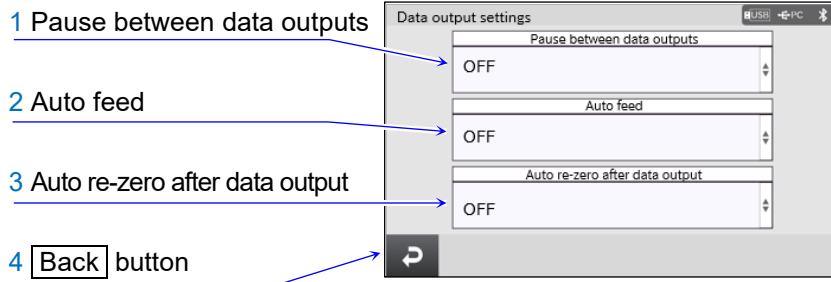 1 Pause between data outputs
2 Auto feed
3 Auto re-zero after data output
4 Back button
Data output settings
USB PC
Pause between data outputs
OFF
Auto feed
OFF
Auto re-zero after data output
OFF